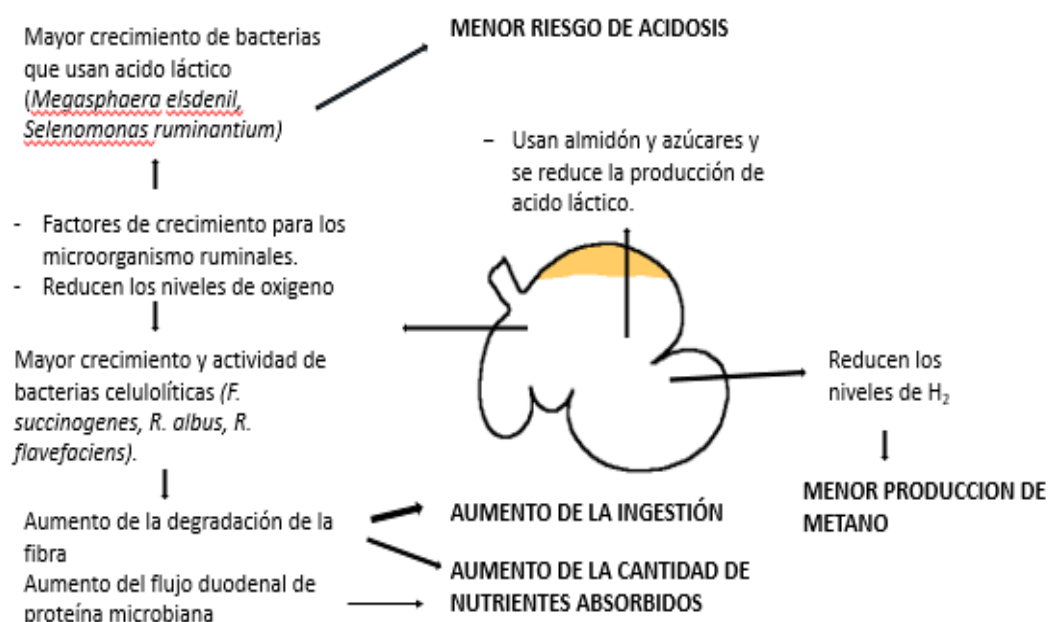 Mayor crecimiento de bacterias
que usan acido láctico
(Megasphaera elsdenil,
Selenomonas ruminantium)
MENOR RIESGO DE ACIDOSIS
- Usan almidón y azúcares y
se reduce la producción de
acido láctico.
- Factores de crecimiento para los
microorganismo ruminales.
- Reducen los niveles de oxigeno
Mayor crecimiento y actividad de
bacterias celulolíticas (F.
succinogenes, R. albus, R.
flavefaciens).
Reducen los
niveles de H₂
MENOR PRODUCCION DE
METANO
Aumento de la degradación de la
fibra
Aumento del flujo duodenal de
proteína microbiana
AUMENTO DE LA INGESTIÓN
AUMENTO DE LA CANTIDAD DE
NUTRIENTES ABSORBIDOS